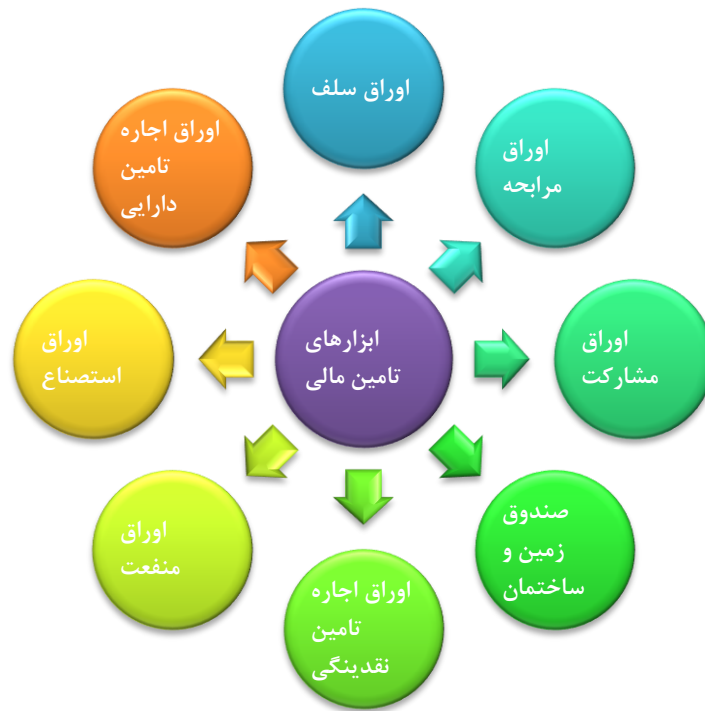 ابزارهای
تامین مالی
اوراق سلف
اوراق
مرابحه
اوراق
مشارکت
صندوق
زمین و
ساختمان
اوراق اجاره
تامین
نقدینگی
اوراق
منفعت
اوراق
استصناع
اوراق اجاره
تامین
دارایی